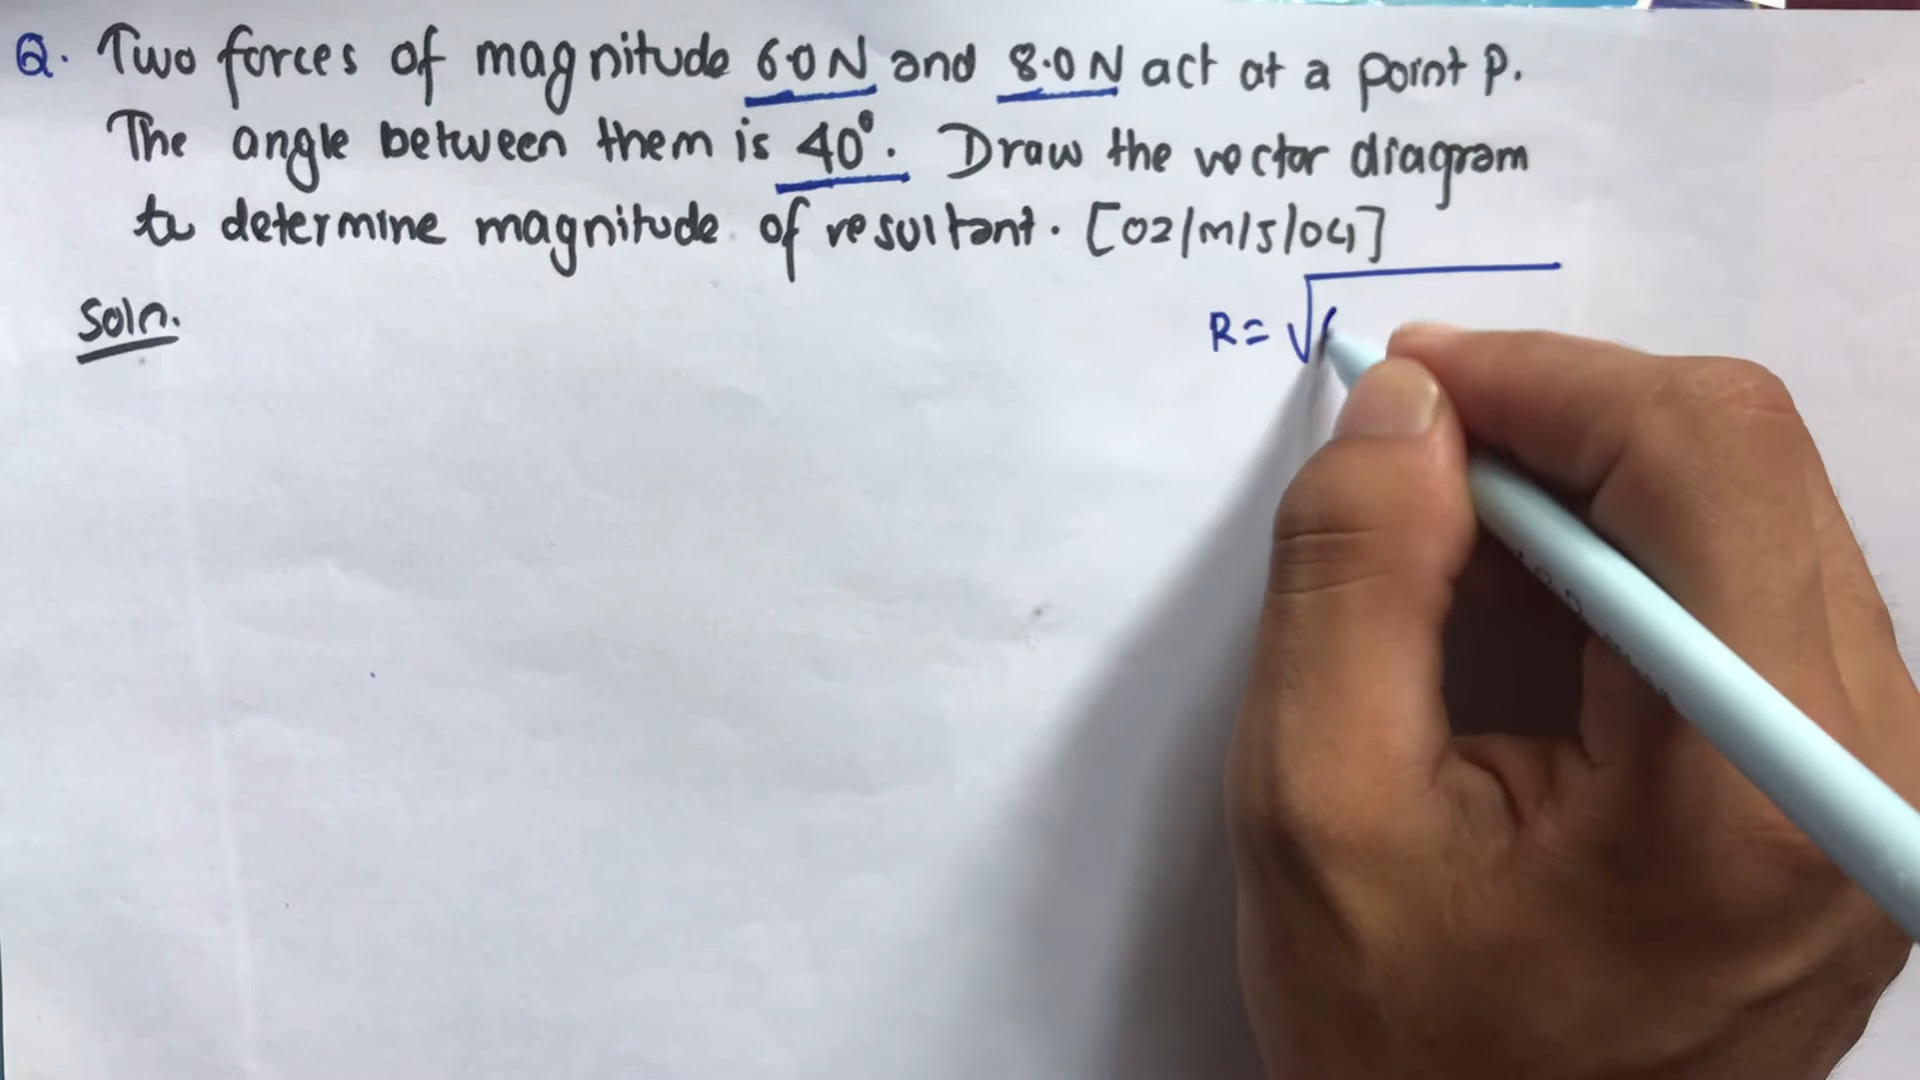 Q. Two forces of magnitude 6.0 N and 8.0 N act at a point P.
The angle between them is 40°. Draw the vector diagram
to determine magnitude of resultant. [02/M/J/04]
Soln.
R = √(